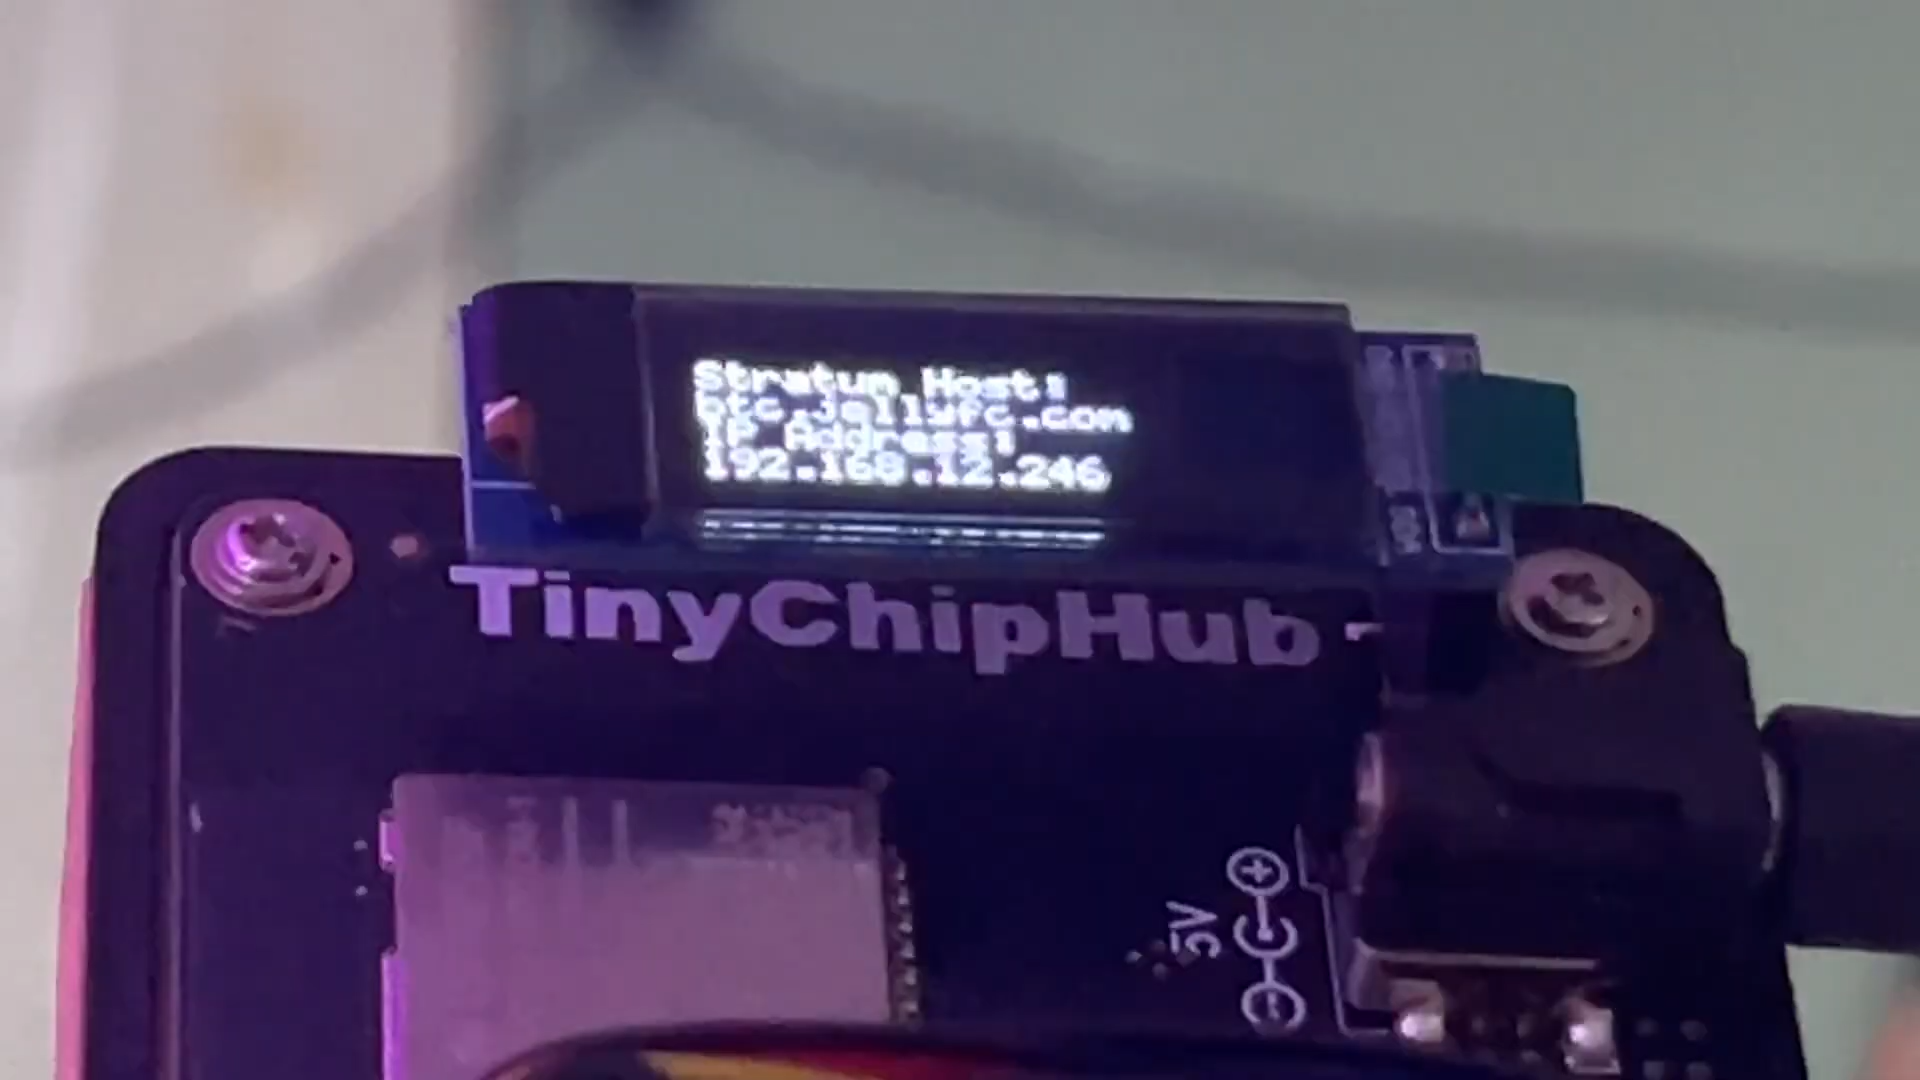 Stratum Host:
btc.jellyfc.com
IP Address:
192.168.12.246
TinyChipHub
5V